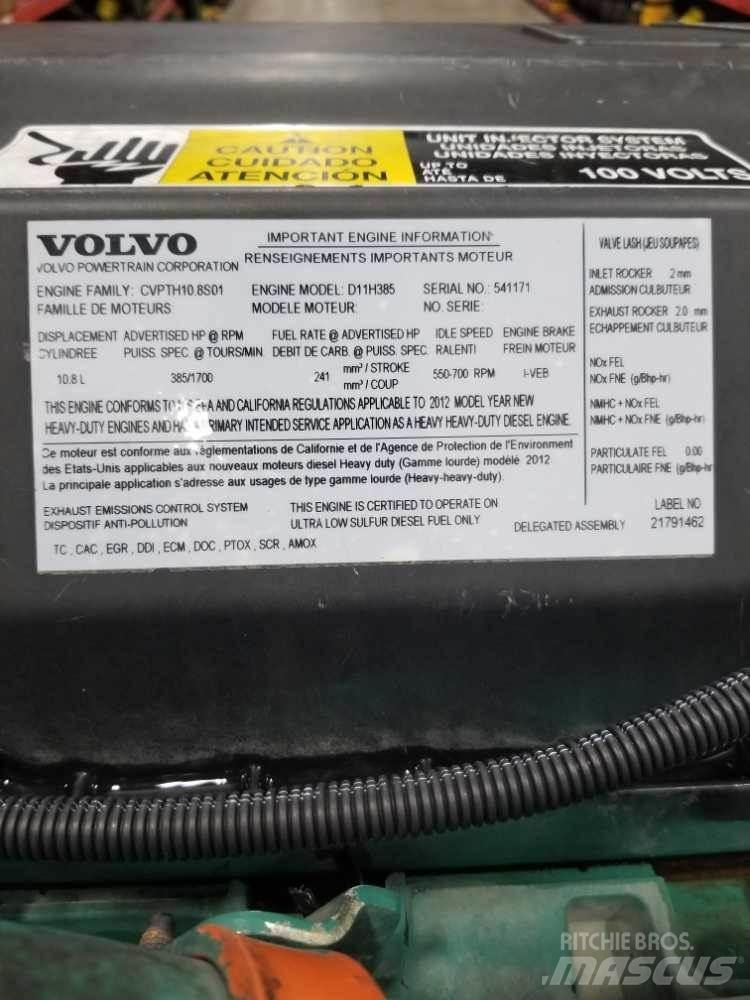 CAUTION
CUIDADO
ATENCIÓN
UNIT INJECTOR SYSTEM
UNIDADES INJETORAS
UNIDADES INYECTORAS
UP TO
ATÉ
HASTA DE
100 VOLTS
VOLVO
VOLVO POWERTRAIN CORPORATION
IMPORTANT ENGINE INFORMATION
RENSEIGNEMENTS IMPORTANTS MOTEUR
ENGINE FAMILY: CVPTH10.8S01 ENGINE MODEL: D11H385 SERIAL NO: 541171
FAMILLE DE MOTEURS MODELE MOTEUR: NO. SERIE:
DISPLACEMENT ADVERTISED HP @ RPM FUEL RATE @ ADVERTISED HP IDLE SPEED ENGINE BRAKE
CYLINDREE PUISS. SPEC. @ TOURS/MIN. DEBIT DE CARB. @ PUISS. SPEC. RALENTI FREIN MOTEUR
10.8 L 385/1700 241 mm³ / STROKE 550-700 RPM I-VEB
mm³ / COUP
THIS ENGINE CONFORMS TO AND CALIFORNIA REGULATIONS APPLICABLE TO 2012 MODEL YEAR NEW
HEAVY-DUTY ENGINES AND PRIMARY INTENDED SERVICE APPLICATION AS A HEAVY HEAVY-DUTY DIESEL ENGINE.
Ce moteur est conforme aux règlementations de Californie et de l'Agence de Protection de l'Environment
des Etats-Unis applicables aux nouveaux moteurs diesel Heavy duty (Gamme lourde) modélé 2012.
La principale application s'adresse aux usages de type gamme lourde (Heavy-heavy-duty).
EXHAUST EMISSIONS CONTROL SYSTEM
DISPOSITIF ANTI-POLLUTION
THIS ENGINE IS CERTIFIED TO OPERATE ON
ULTRA LOW SULFUR DIESEL FUEL ONLY
DELEGATED ASSEMBLY
TC , CAC , EGR , DDI , ECM , DOC , PTOX , SCR , AMOX
VALVE LASH (JEU SOUPAPES)
INLET ROCKER .2 mm
ADMISSION CULBUTEUR
EXHAUST ROCKER 2.0 mm
ECHAPPEMENT CULBUTEUR
NOx FEL
NOx FNE (g/Bhp-hr)
NMHC + NOx FEL
NMHC + NOx FNE (g/Bhp-hr)
PARTICULATE FEL 0.00
PARTICULAIRE FNE (g/Bhp-hr
LABEL NO
21791462
RITCHIE BROS.
MASCUS